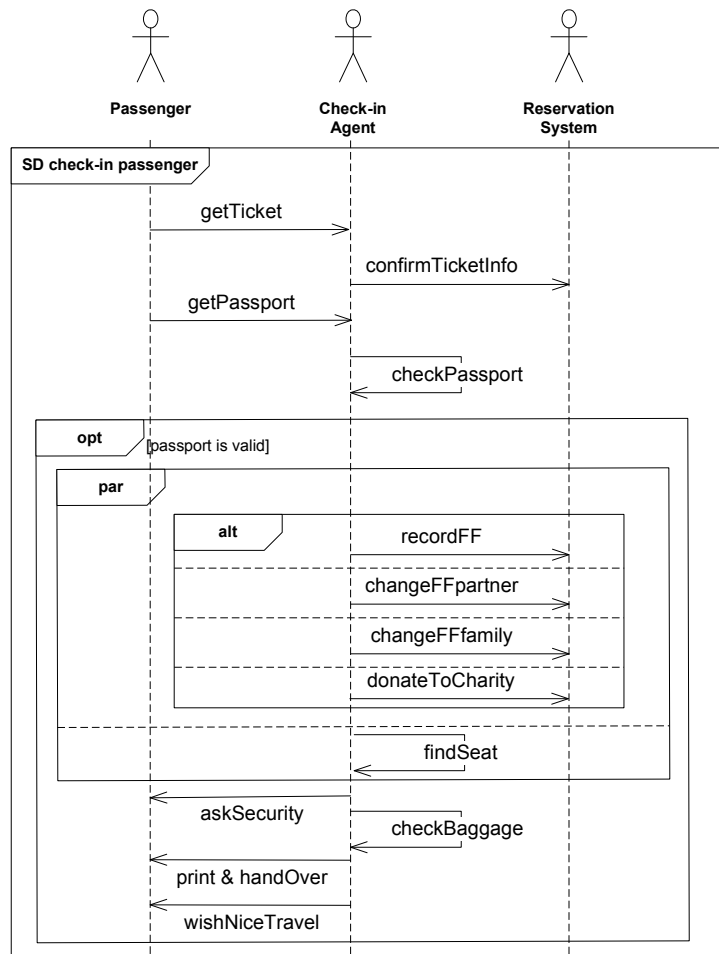 Passenger
Check-in
Agent
Reservation
System
SD check-in passenger
getTicket
confirmTicketInfo
getPassport
checkPassport
opt
[passport is valid]
par
alt
recordFF
changeFFpartner
changeFFfamily
donateToCharity
findSeat
askSecurity
checkBaggage
print & handOver
wishNiceTravel